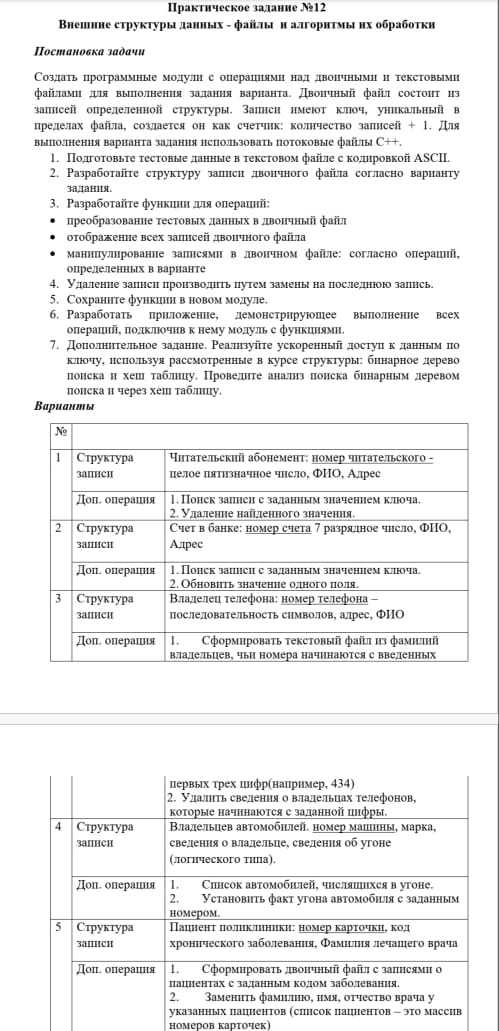 Практическое задание №12
Внешние структуры данных - файлы и алгоритмы их обработки
Постановка задачи
Создать программные модули с операциями над двоичными и текстовыми
файлами для выполнения задания варианта. Двоичный файл состоит из
записей определенной структуры. Записи имеют ключ, уникальный в
пределах файла, создается он как счетчик: количество записей + 1. Для
выполнения варианта задания использовать потоковые файлы C++.
1. Подготовьте тестовые данные в текстовом файле с кодировкой ASCII.
2. Разработайте структуру записи двоичного файла согласно варианту
задания.
3. Разработайте функции для операций:
• преобразование тестовых данных в двоичный файл
• отображение всех записей двоичного файла
• манипулирование записями в двоичном файле: согласно операций,
определенных в варианте
4. Удаление записи производить путем замены на последнюю запись.
5. Сохраните функции в новом модуле.
6. Разработать приложение, демонстрирующее выполнение всех
операций, подключив к нему модуль с функциями.
7. Дополнительное задание. Реализуйте ускоренный доступ к данным по
ключу, используя рассмотренные в курсе структуры: бинарное дерево
поиска и хеш таблицу. Проведите анализ поиска бинарным деревом
поиска и через хеш таблицу.
Варианты
№
1 Структура Читательский абонемент: номер читательского -
записи целое пятизначное число, ФИО, Адрес
Доп. операция 1. Поиск записи с заданным значением ключа.
2. Удаление найденного значения.
2 Структура Счет в банке: номер счета 7 разрядное число, ФИО,
записи Адрес
Доп. операция 1. Поиск записи с заданным значением ключа.
2. Обновить значение одного поля.
3 Структура Владелец телефона: номер телефона –
записи последовательность символов, адрес, ФИО
Доп. операция 1. Сформировать текстовый файл из фамилий
владельцев, чьи номера начинаются с введенных
первых трех цифр(например, 434)
2. Удалить сведения о владельцах телефонов,
которые начинаются с заданной цифры.
4 Структура Владельцев автомобилей. номер машины, марка,
записи сведения о владельце, сведения об угоне
(логического типа).
Доп. операция 1. Список автомобилей, числящихся в угоне.
2. Установить факт угона автомобиля с заданным
номером.
5 Структура Пациент поликлиники: номер карточки, код
записи хронического заболевания, Фамилия лечащего врача
Доп. операция 1. Сформировать двоичный файл с записями о
пациентах с заданным кодом заболевания.
2. Заменить фамилию, имя, отчество врача у
указанных пациентов (список пациентов – это массив
номеров карточек)